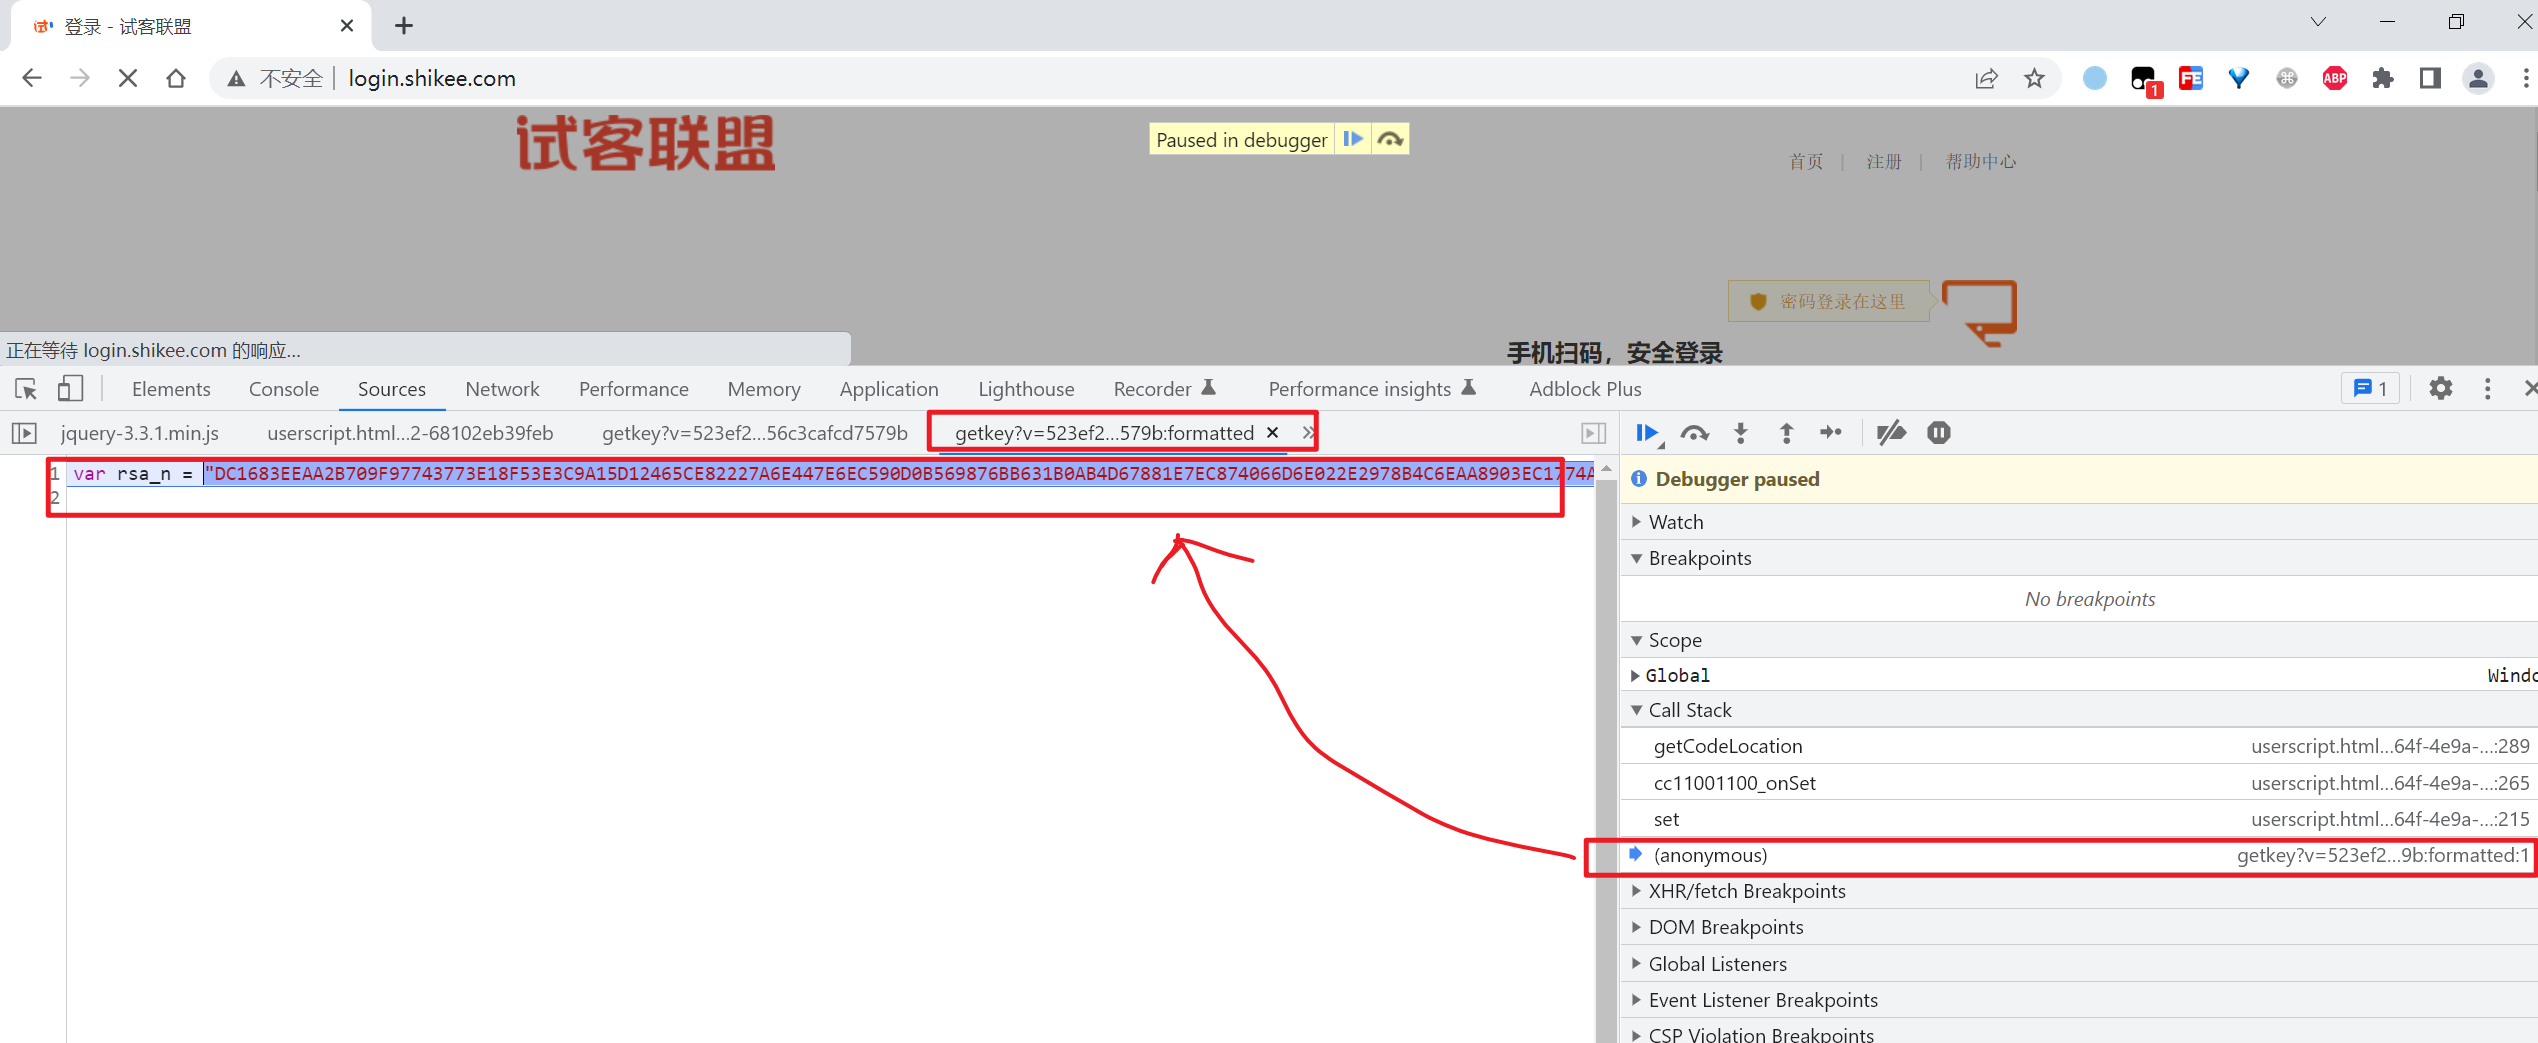 登录 - 试客联盟
不安全 login.shikee.com
1
FE
ABP
试客联盟
Paused in debugger
首页 | 注册 | 帮助中心
密码登录在这里
手机扫码，安全登录
正在等待 login.shikee.com 的响应...
Elements Console Sources Network Performance Memory Application Lighthouse Recorder Performance insights Adblock Plus 1
jquery-3.3.1.min.js userscript.html...2-68102eb39feb getkey?v=523ef2...56c3cafcd7579b getkey?v=523ef2...579b:formatted
1 var rsa_n = "DC1683EEAA2B709F97743773E18F53E3C9A15D12465CE82227A6E447E6EC590D0B569876BB631B0AB4D67881E7EC874066D6E022E2978B4C6EAA8903EC1774A
2
Debugger paused
Watch
Breakpoints
No breakpoints
Scope
Global Windo
Call Stack
getCodeLocation userscript.html...64f-4e9a-...:289
cc11001100_onSet userscript.html...64f-4e9a-...:265
set userscript.html...64f-4e9a-...:215
(anonymous) getkey?v=523ef2...9b:formatted:1
XHR/fetch Breakpoints
DOM Breakpoints
Global Listeners
Event Listener Breakpoints
CSP Violation Breakpoints